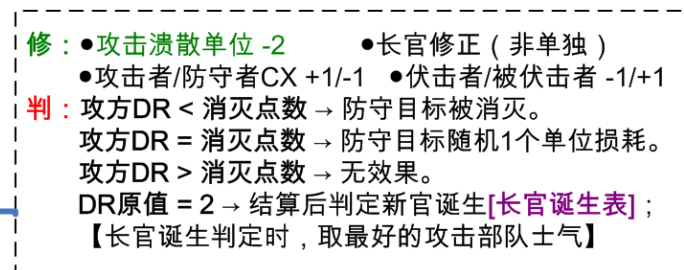 修：●攻击溃散单位 -2 ●长官修正（非单独）
●攻击者/防守者CX +1/-1 ●伏击者/被伏击者 -1/+1
判：攻方DR < 消灭点数 → 防守目标被消灭。
攻方DR = 消灭点数 → 防守目标随机1个单位损耗。
攻方DR > 消灭点数 → 无效果。
DR原值 = 2 → 结算后判定新官诞生[长官诞生表]；
【长官诞生判定时，取最好的攻击部队士气】